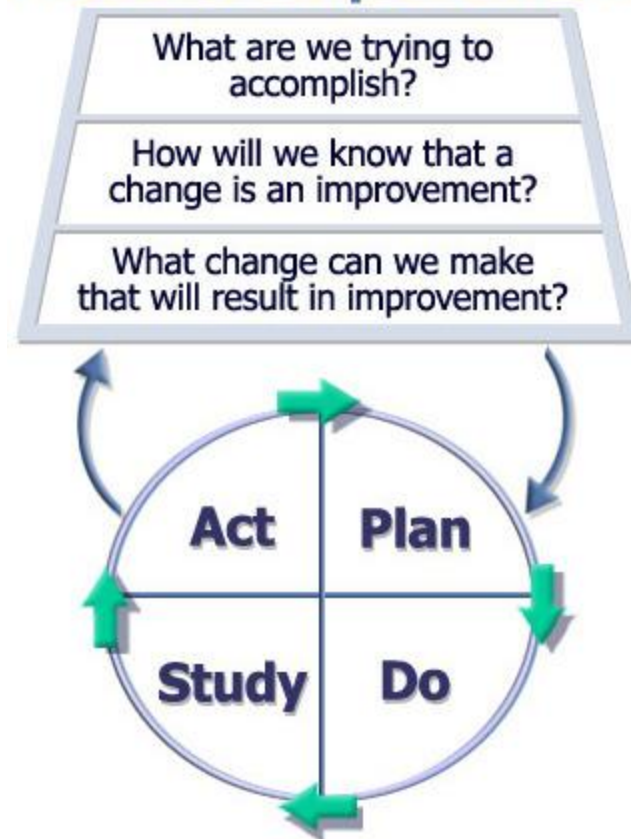 What are we trying to
accomplish?
How will we know that a
change is an improvement?
What change can we make
that will result in improvement?
Act
Plan
Study
Do